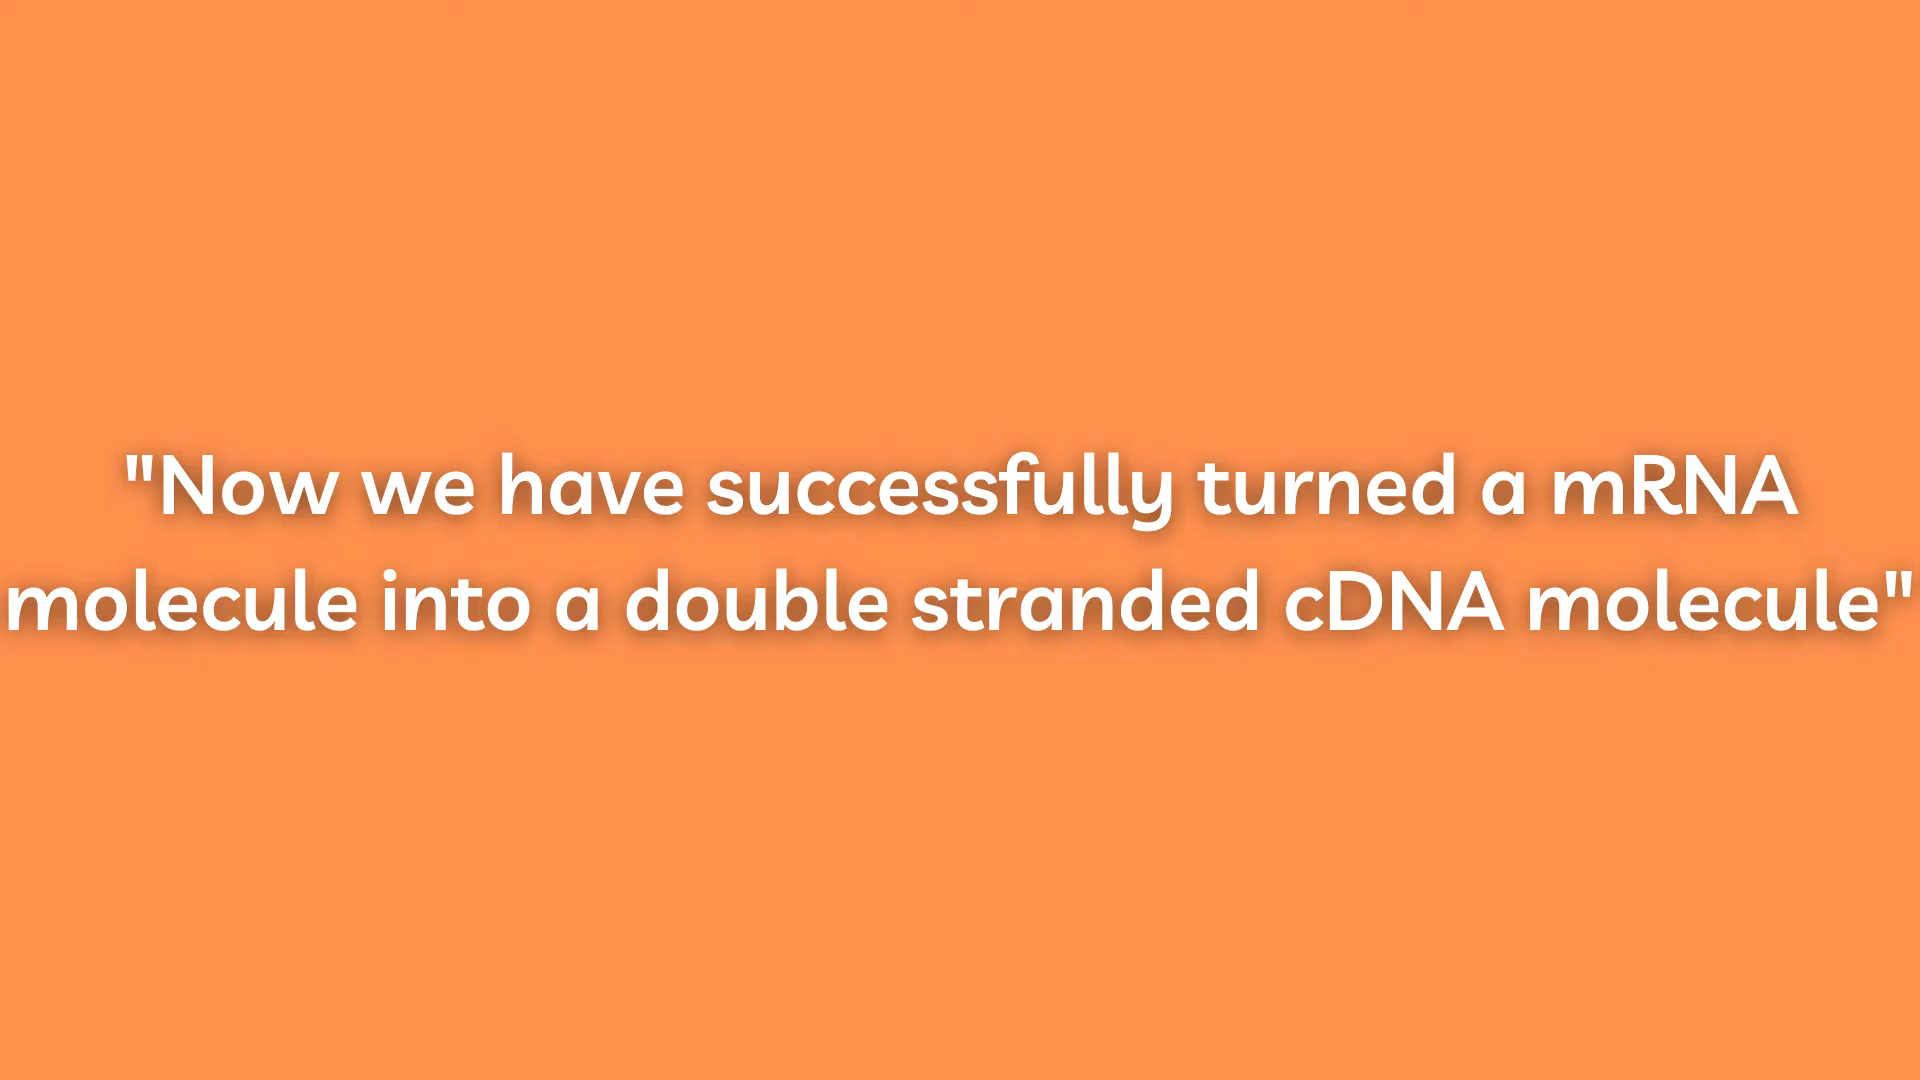 "Now we have successfully turned a mRNA
molecule into a double stranded cDNA molecule"